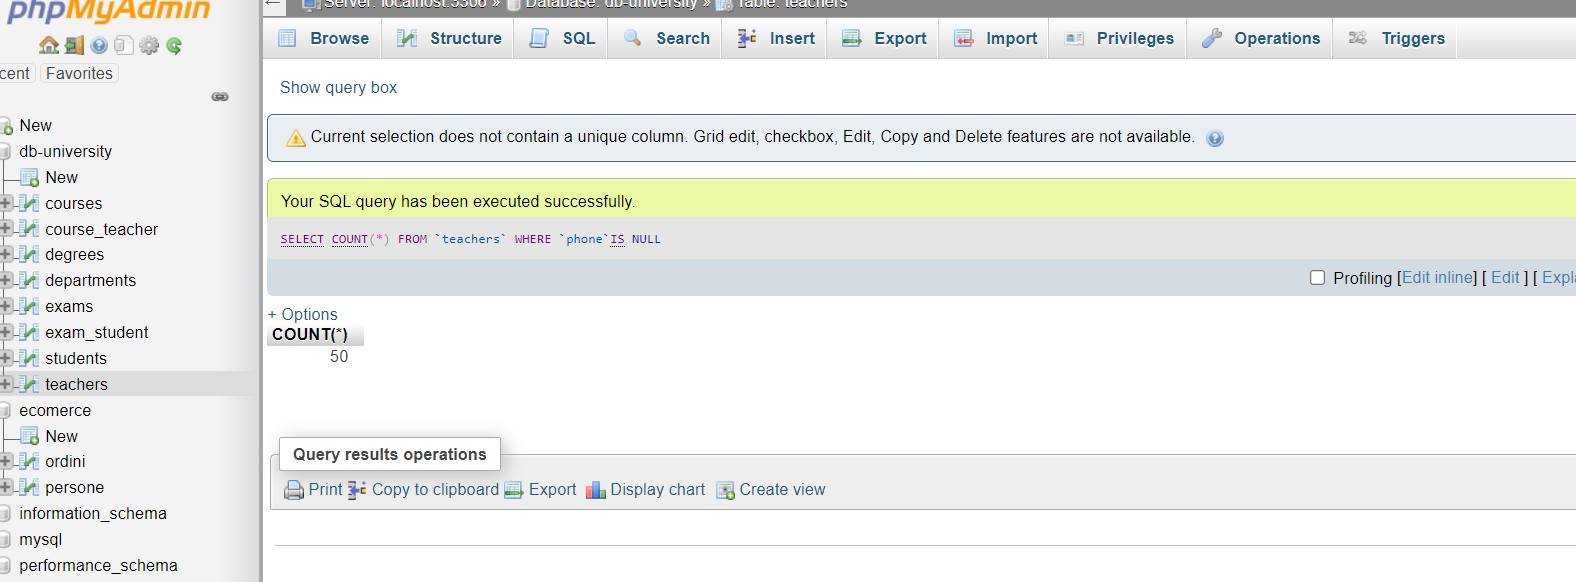 phpMyAdmin
cent Favorites
New
db-university
New
courses
course_teacher
degrees
departments
exams
exam_student
students
teachers
ecomerce
New
ordini
persone
information_schema
mysql
performance_schema
Server: localhost:3306 » Database: db-university » Table: teachers
Browse Structure SQL Search Insert Export Import Privileges Operations Triggers
Show query box
Current selection does not contain a unique column. Grid edit, checkbox, Edit, Copy and Delete features are not available.
Your SQL query has been executed successfully.
SELECT COUNT(*) FROM `teachers` WHERE `phone`IS NULL
Profiling [Edit inline] [ Edit ] [ Expla
+ Options
COUNT(*)
50
Query results operations
Print Copy to clipboard Export Display chart Create view